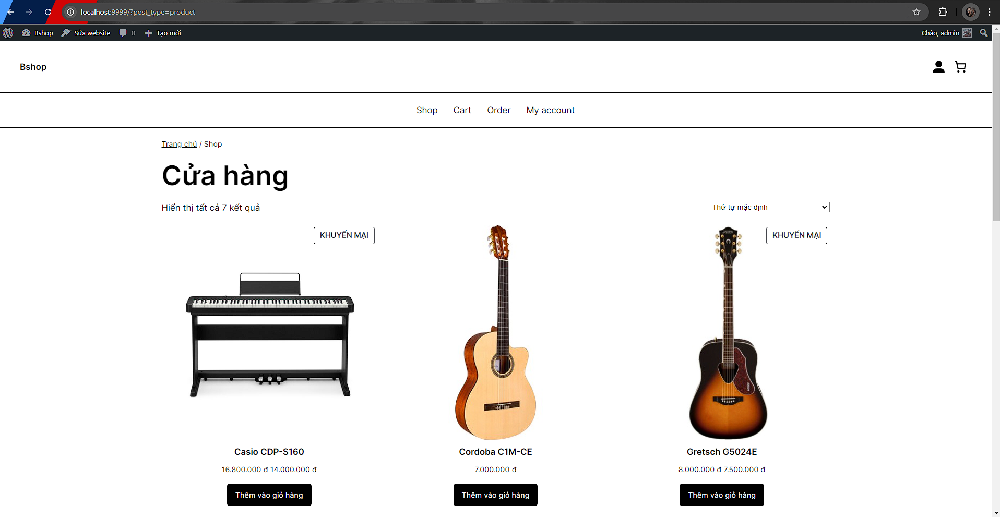 localhost:9999/?post_type=product
Bshop
Sửa website
0
Tạo mới
Chào, admin
Bshop
Shop
Cart
Order
My account
Trang chủ / Shop
Cửa hàng
Hiển thị tất cả 7 kết quả
Thứ tự mặc định
KHUYẾN MẠI
KHUYẾN MẠI
Casio CDP-S160
16.800.000 ₫ 14.000.000 ₫
Thêm vào giỏ hàng
Cordoba C1M-CE
7.000.000 ₫
Thêm vào giỏ hàng
Gretsch G5024E
8.000.000 ₫ 7.500.000 ₫
Thêm vào giỏ hàng